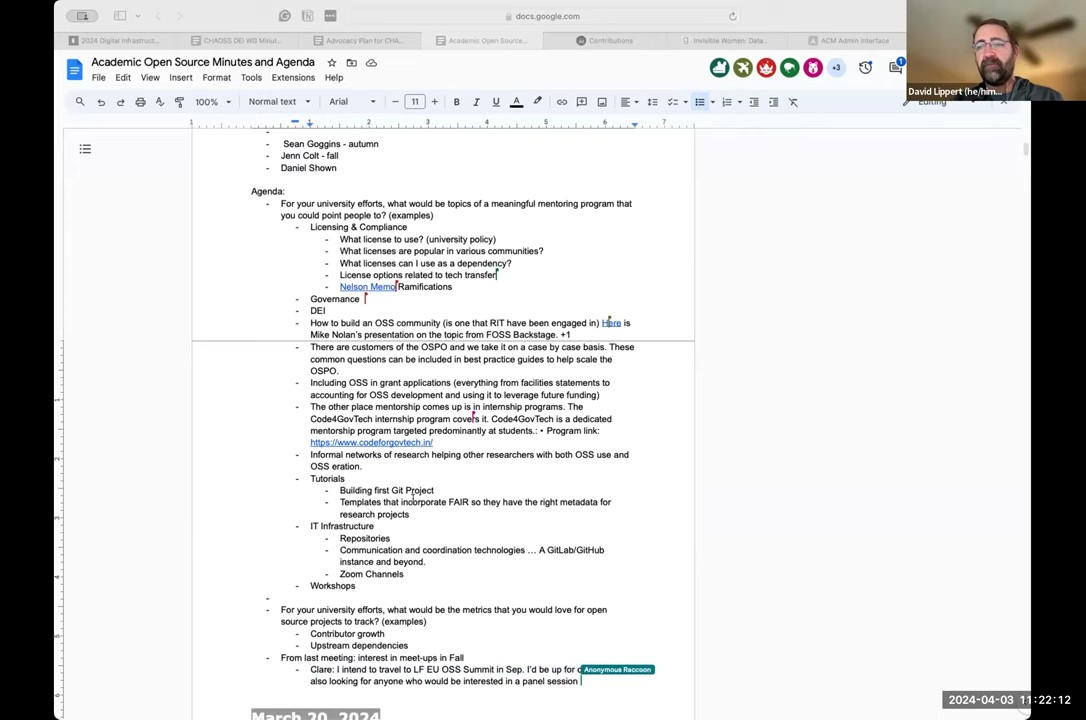 docs.google.com
2024 Digital Infrastruct...
CHAOSS DEI WG Minut...
Advocacy Plan for CHA...
Academic Open Source...
Contributions
Invisible Women: Data...
ACM Admin Interface
Academic Open Source Minutes and Agenda
File Edit View Insert Format Tools Extensions Help
+3
1
100%
Normal text
Arial
11
B I U A
Editing
David Lippert (he/him...
1 1 2 3 4 5 6 7
- Sean Goggins - autumn
- Jenn Colt - fall
- Daniel Shown
Agenda:
- For your university efforts, what would be topics of a meaningful mentoring program that
you could point people to? (examples)
- Licensing & Compliance
- What license to use? (university policy)
- What licenses are popular in various communities?
- What licenses can I use as a dependency?
- License options related to tech transfer
- Nelson Memo Ramifications
- Governance
- DEI
- How to build an OSS community (is one that RIT have been engaged in) Here is
Mike Nolan's presentation on the topic from FOSS Backstage. +1
- There are customers of the OSPO and we take it on a case by case basis. These
common questions can be included in best practice guides to help scale the
OSPO.
- Including OSS in grant applications (everything from facilities statements to
accounting for OSS development and using it to leverage future funding)
- The other place mentorship comes up is in internship programs. The
Code4GovTech internship program covers it. Code4GovTech is a dedicated
mentorship program targeted predominantly at students.: • Program link:
https://www.codeforgovtech.in/
- Informal networks of research helping other researchers with both OSS use and
OSS eration.
- Tutorials
- Building first Git Project
- Templates that incorporate FAIR so they have the right metadata for
research projects
- IT Infrastructure
- Repositories
- Communication and coordination technologies … A GitLab/GitHub
instance and beyond.
- Zoom Channels
- Workshops
-
- For your university efforts, what would be the metrics that you would love for open
source projects to track? (examples)
- Contributor growth
- Upstream dependencies
- From last meeting: interest in meet-ups in Fall
- Clare: I intend to travel to LF EU OSS Summit in Sep. I'd be up for
Anonymous Raccoon
also looking for anyone who would be interested in a panel session
March 20, 2024
2024-04-03 11:22:12